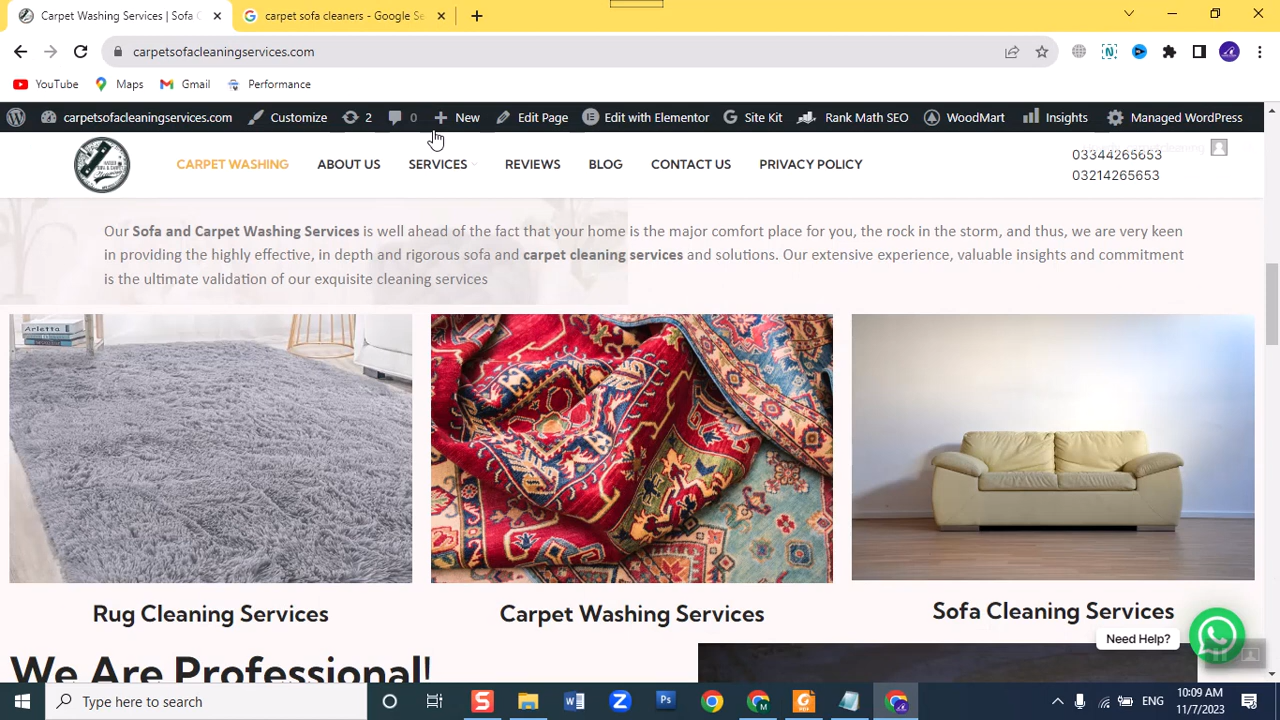 Carpet Washing Services | Sofa C
carpet sofa cleaners - Google Se
carpetsofacleaningservices.com
YouTube
Maps
Gmail
Performance
carpetsofacleaningservices.com
Customize
2
0
New
Edit Page
Edit with Elementor
Site Kit
Rank Math SEO
WoodMart
Insights
Managed WordPress
CARPET WASHING
ABOUT US
SERVICES
REVIEWS
BLOG
CONTACT US
PRIVACY POLICY
03344265653
03214265653
Our Sofa and Carpet Washing Services is well ahead of the fact that your home is the major comfort place for you, the rock in the storm, and thus, we are very keen
in providing the highly effective, in depth and rigorous sofa and carpet cleaning services and solutions. Our extensive experience, valuable insights and commitment
is the ultimate validation of our exquisite cleaning services
Arletta
Rug Cleaning Services
Carpet Washing Services
Sofa Cleaning Services
Need Help?
We Are Professional!
Type here to search
ENG
10:09 AM
11/7/2023